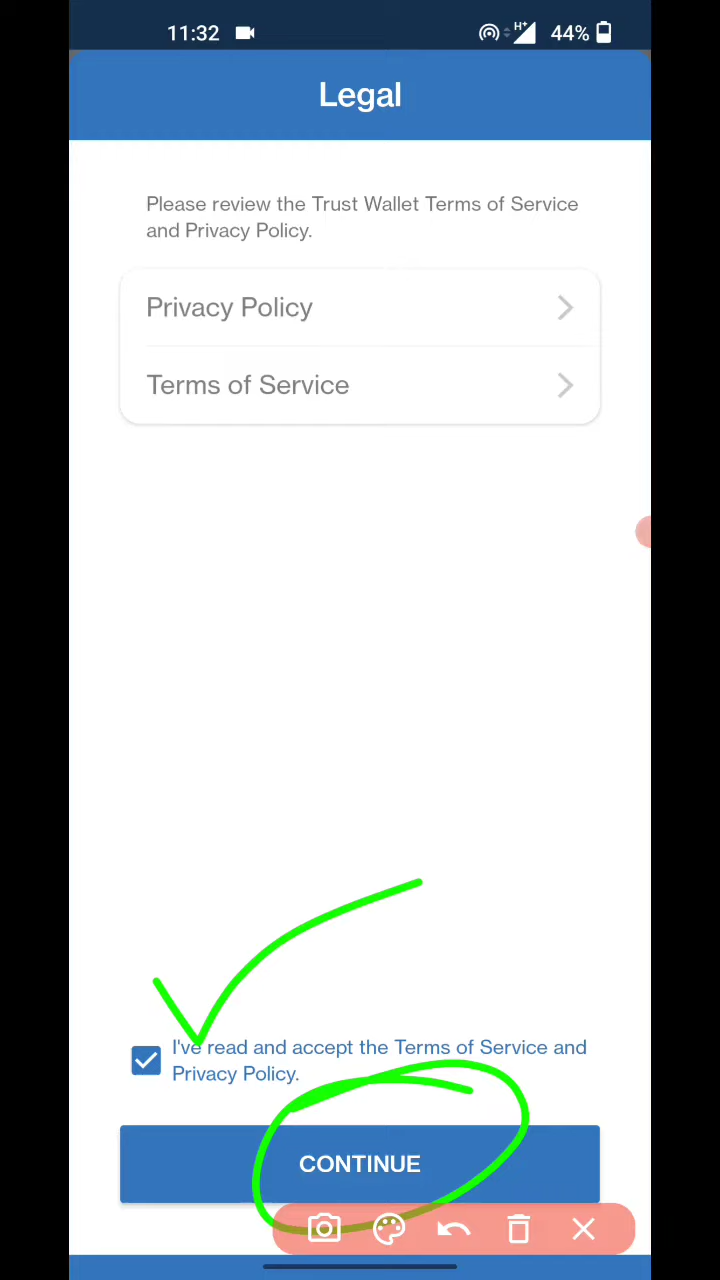 11:32 H+ 44%
Legal
Please review the Trust Wallet Terms of Service
and Privacy Policy.
Privacy Policy
Terms of Service
I've read and accept the Terms of Service and
Privacy Policy.
CONTINUE